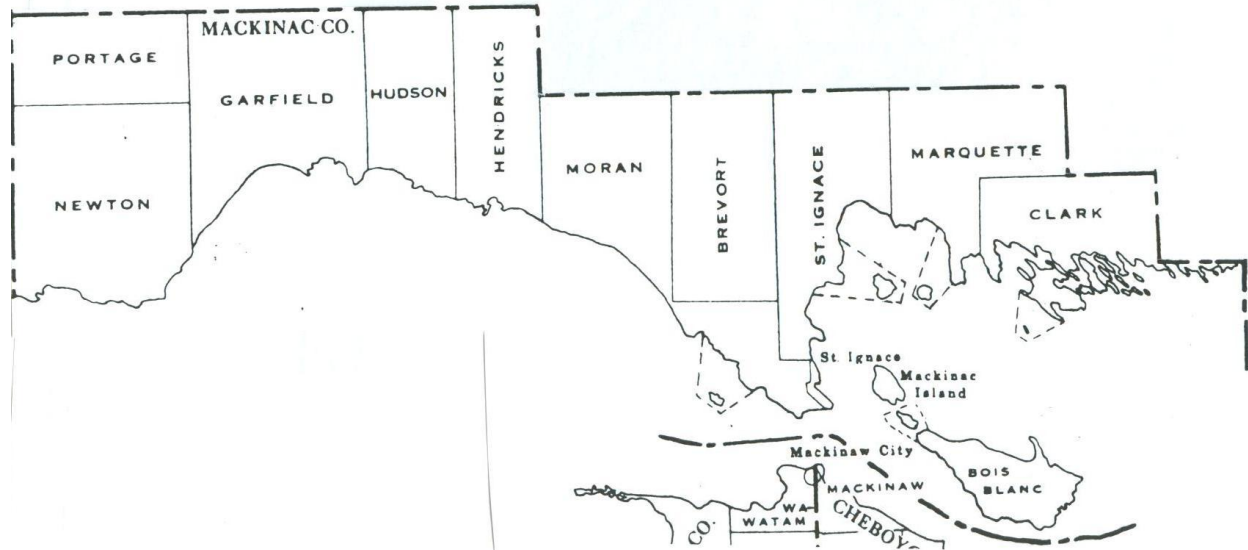 MACKINAC CO.
PORTAGE
GARFIELD
HUDSON
HENDRICKS
NEWTON
MORAN
BREVORT
ST. IGNACE
MARQUETTE
CLARK
St. Ignace
Mackinac
Island
Mackinaw City
MACKINAW
BOIS
BLANC
WA
WATAM
CO.
CHEBOYG